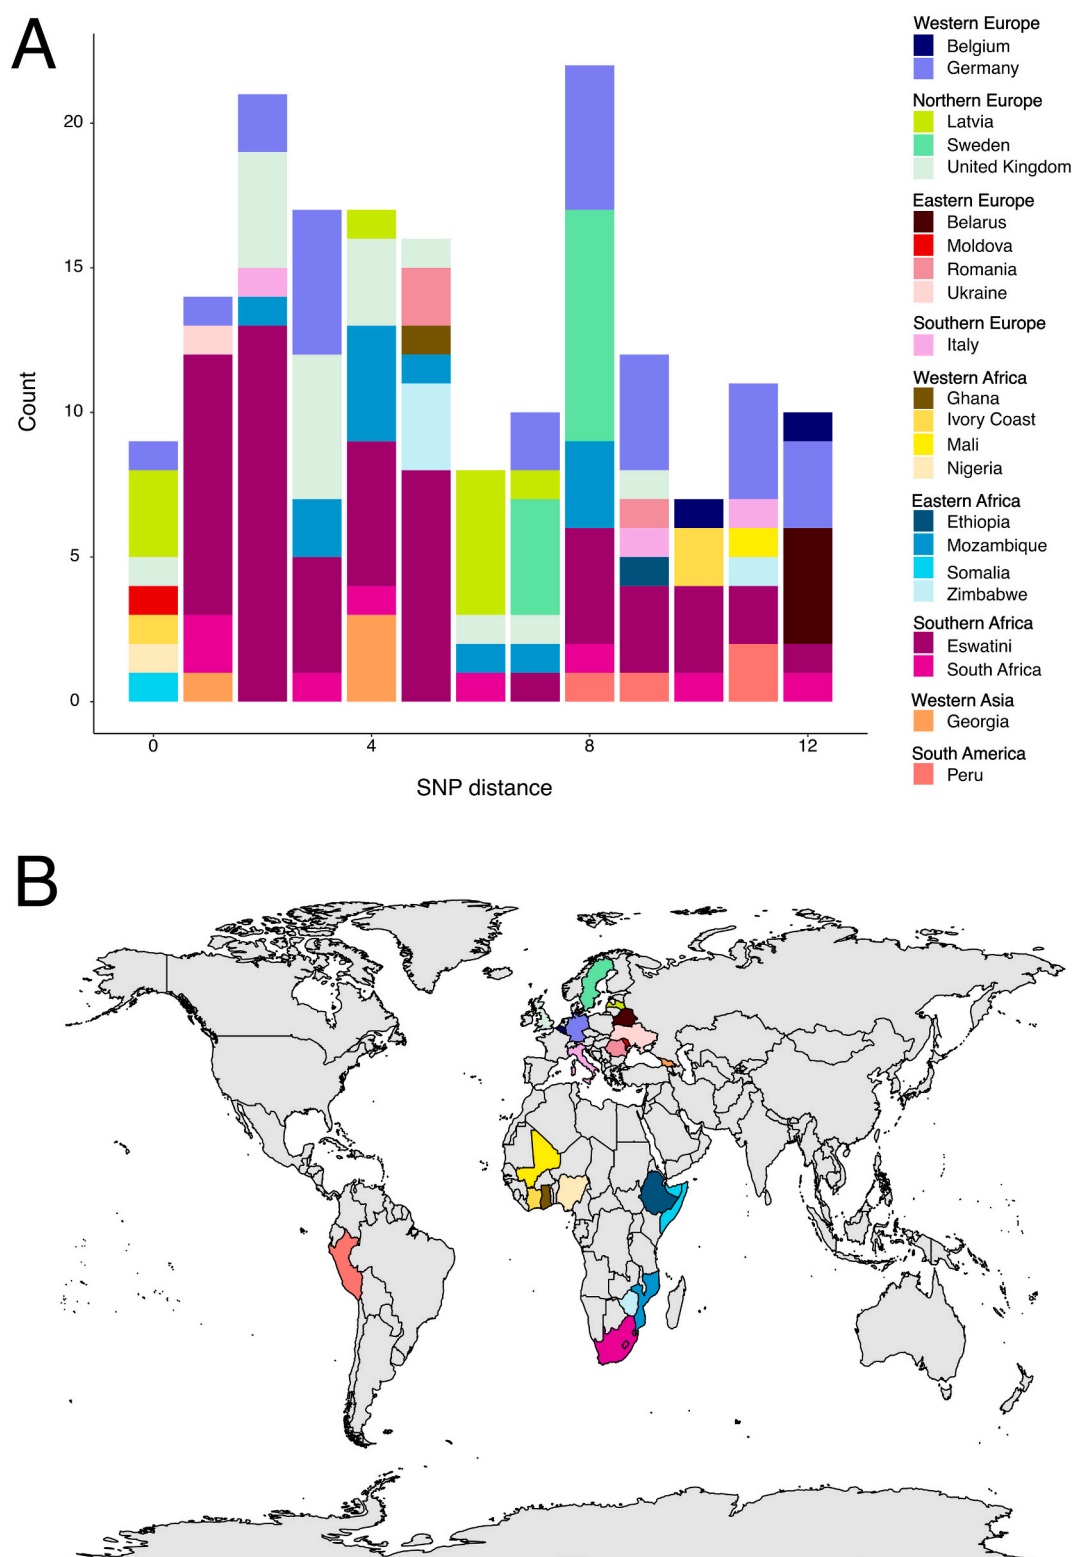 A
Count
20
15
10
5
0
0
4
8
12
SNP distance
Western Europe
Belgium
Germany
Northern Europe
Latvia
Sweden
United Kingdom
Eastern Europe
Belarus
Moldova
Romania
Ukraine
Southern Europe
Italy
Western Africa
Ghana
Ivory Coast
Mali
Nigeria
Eastern Africa
Ethiopia
Mozambique
Somalia
Zimbabwe
Southern Africa
Eswatini
South Africa
Western Asia
Georgia
South America
Peru
B